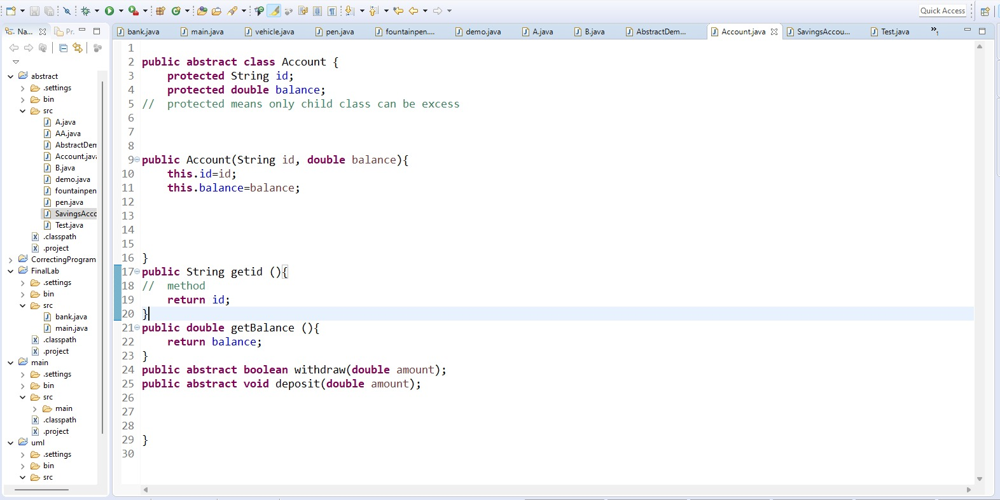 Quick Access
Na...
Pr.
bank.java
main.java
vehicle.java
pen.java
fountainpen....
demo.java
A.java
B.java
AbstractDem...
Account.java
SavingsAccou...
Test.java
»1
abstract
.settings
bin
src
A.java
AA.java
AbstractDem
Account.java
B.java
demo.java
fountainpen
pen.java
SavingsAcco
Test.java
.classpath
.project
CorrectingProgram
FinalLab
.settings
bin
src
bank.java
main.java
.classpath
.project
main
.settings
bin
src
main
.classpath
.project
uml
.settings
bin
src
1
2 public abstract class Account {
3 protected String id;
4 protected double balance;
5 // protected means only child class can be excess
6
7
8
9 public Account(String id, double balance){
10 this.id=id;
11 this.balance=balance;
12
13
14
15
16 }
17 public String getid (){
18 // method
19 return id;
20 }
21 public double getBalance (){
22 return balance;
23 }
24 public abstract boolean withdraw(double amount);
25 public abstract void deposit(double amount);
26
27
28
29 }
30